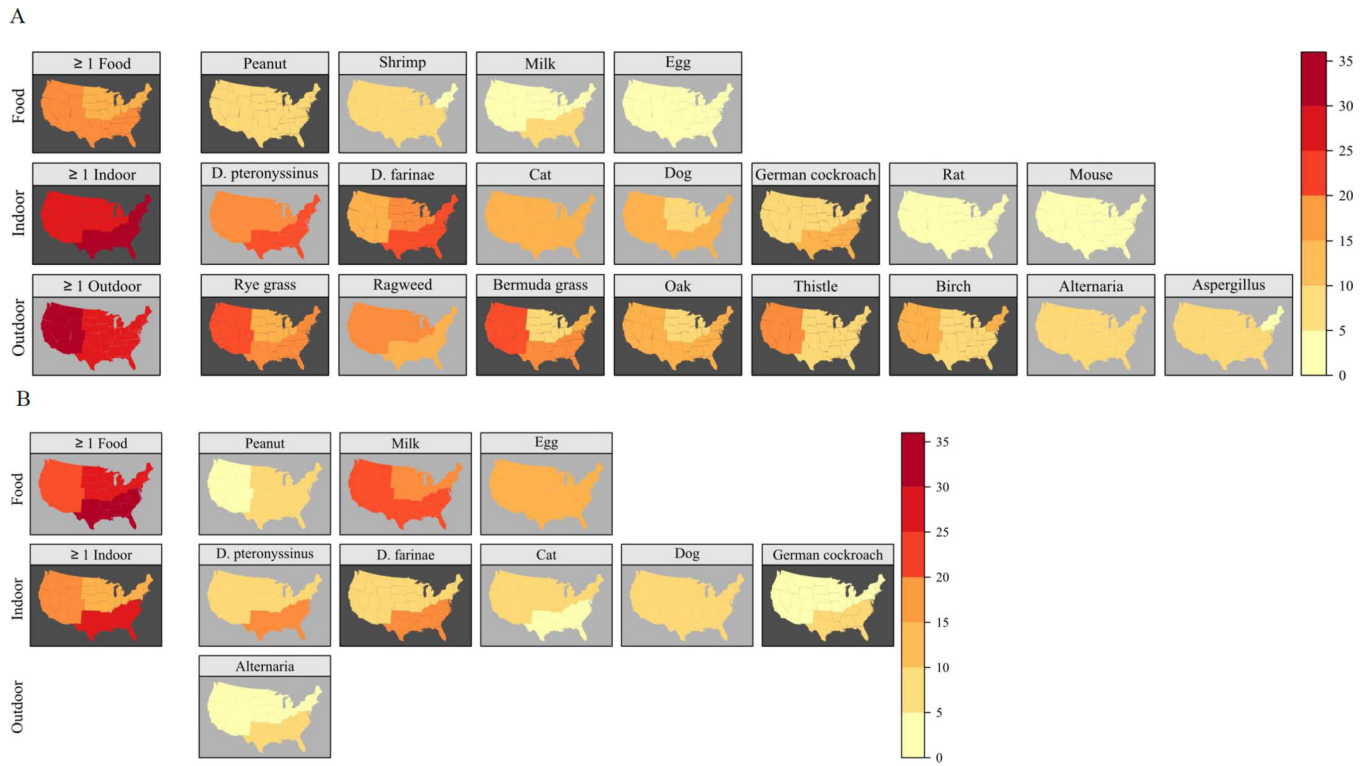 A
≥ 1 Food Peanut Shrimp Milk Egg
Food
≥ 1 Indoor D. pteronyssinus D. farinae Cat Dog German cockroach Rat Mouse
Indoor
≥ 1 Outdoor Rye grass Ragweed Bermuda grass Oak Thistle Birch Alternaria Aspergillus
Outdoor
35
30
25
20
15
10
5
0
B
≥ 1 Food Peanut Milk Egg
Food
≥ 1 Indoor D. pteronyssinus D. farinae Cat Dog German cockroach
Indoor
Alternaria
Outdoor
35
30
25
20
15
10
5
0